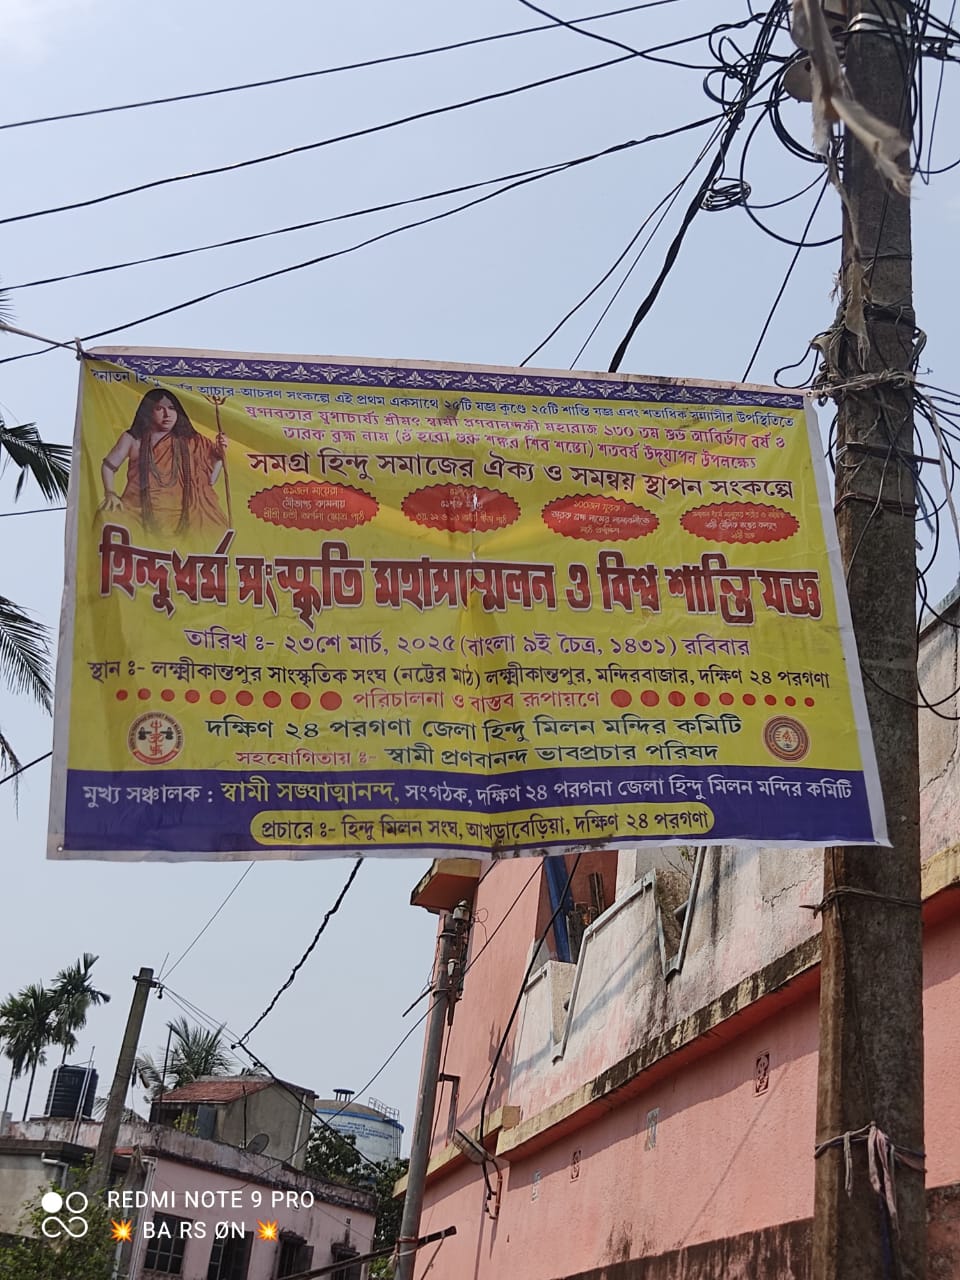 সনাতন হিন্দু আচার-আচরণ সংকল্পে এই প্রথম একসাথে ২৫টি যজ্ঞ কুণ্ডে ২৫টি শান্তি যজ্ঞ এবং শতাধিক সন্ন্যাসীর উপস্থিতিতে
যুগাবতার যুগাচার্য্য শ্রীমৎ স্বামী প্রণবানন্দজী মহারাজ ১৩০ তম শুভ আবির্ভাব বর্ষ ও
তারক ব্রহ্ম নাম (ওঁ হরো গুরু শঙ্কর শিব শম্ভো) শতবর্ষ উদ্‌যাপন উপলক্ষ্যে
সমগ্র হিন্দু সমাজের ঐক্য ও সমন্বয় স্থাপন সংকল্পে
সৌভাগ্য কামনায়
হিন্দুধর্ম সংস্কৃতি মহাসম্মেলন ও বিশ্ব শান্তি যজ্ঞ
তারিখ ঃ- ২৩শে মার্চ, ২০২৫ (বাংলা ৯ই চৈত্র, ১৪৩১) রবিবার
স্থান ঃ- লক্ষ্মীকান্তপুর সাংস্কৃতিক সংঘ (নট্টের মাঠ) লক্ষ্মীকান্তপুর, মন্দিরবাজার, দক্ষিণ ২৪ পরগণা
পরিচালনা ও বাস্তব রূপায়ণে
দক্ষিণ ২৪ পরগণা জেলা হিন্দু মিলন মন্দির কমিটি
সহযোগিতায় ঃ- স্বামী প্রণবানন্দ ভাবপ্রচার পরিষদ
মুখ্য সঞ্চালক : স্বামী সঙ্ঘাত্মানন্দ, সংগঠক, দক্ষিণ ২৪ পরগনা জেলা হিন্দু মিলন মন্দির কমিটি
প্রচারে ঃ- হিন্দু মিলন সংঘ, আখড়াবেড়িয়া, দক্ষিণ ২৪ পরগণা
REDMI NOTE 9 PRO
BA RS ØN